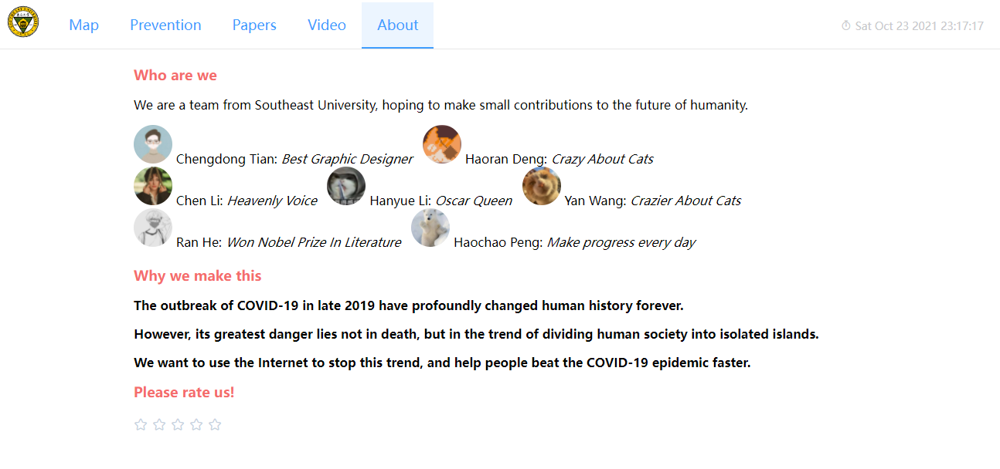 Map Prevention Papers Video About Sat Oct 23 2021 23:17:17
Who are we
We are a team from Southeast University, hoping to make small contributions to the future of humanity.
Chengdong Tian: Best Graphic Designer Haoran Deng: Crazy About Cats
Chen Li: Heavenly Voice Hanyue Li: Oscar Queen Yan Wang: Crazier About Cats
Ran He: Won Nobel Prize In Literature Haochao Peng: Make progress every day
Why we make this
The outbreak of COVID-19 in late 2019 have profoundly changed human history forever.
However, its greatest danger lies not in death, but in the trend of dividing human society into isolated islands.
We want to use the Internet to stop this trend, and help people beat the COVID-19 epidemic faster.
Please rate us!